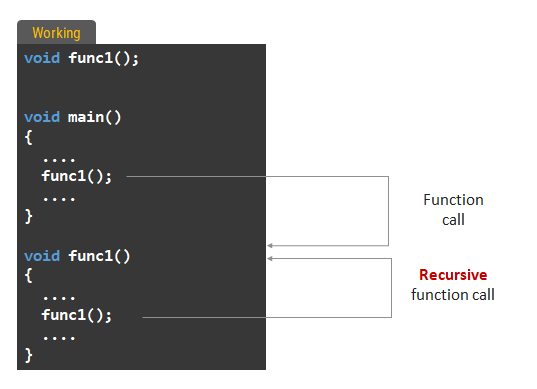 Working
void func1();
void main()
{
....
func1();
....
}
void func1()
{
....
func1();
....
}
Function
call
Recursive
function call